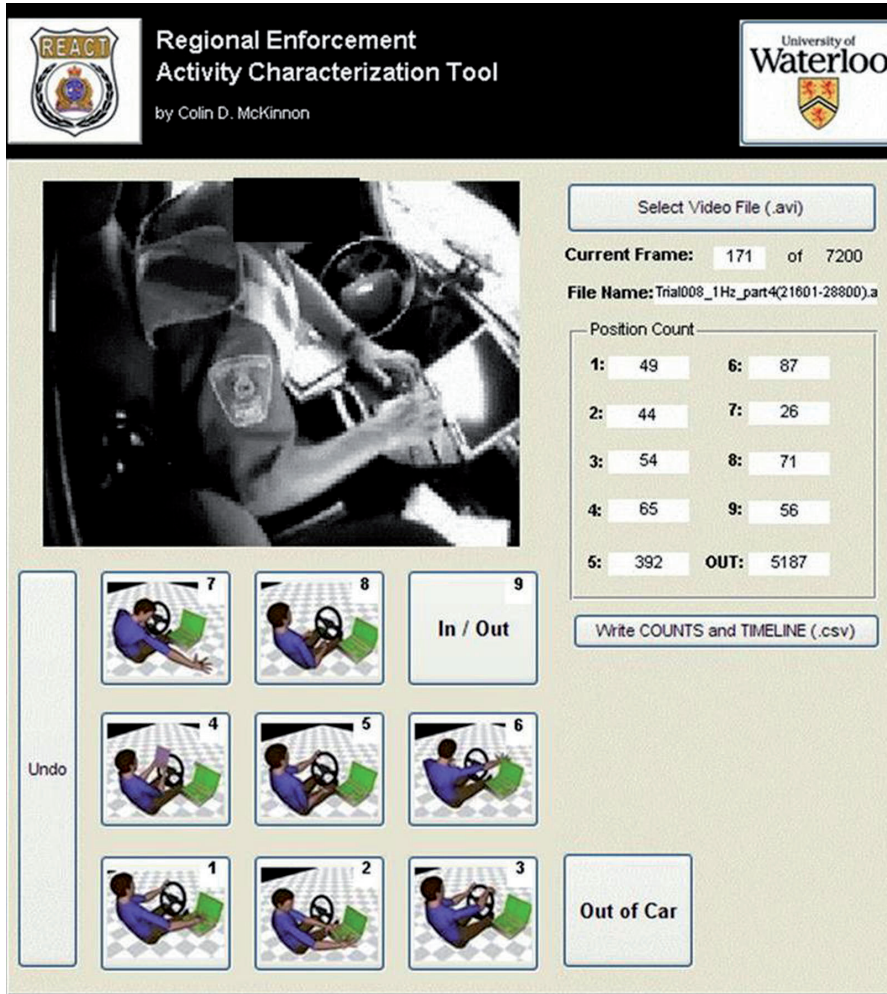 REACT
Regional Enforcement
Activity Characterization Tool
by Colin D. McKinnon
University of
Waterloo
Select Video File (.avi)
Current Frame: 171 of 7200
File Name: Trial008_1Hz_part4(21601-28800).a
Position Count
1: 49 6: 87
2: 44 7: 26
3: 54 8: 71
4: 65 9: 56
5: 392 OUT: 5187
Write COUNTS and TIMELINE (.csv)
Undo
7 8 9
In / Out
4 5 6
1 2 3
Out of Car